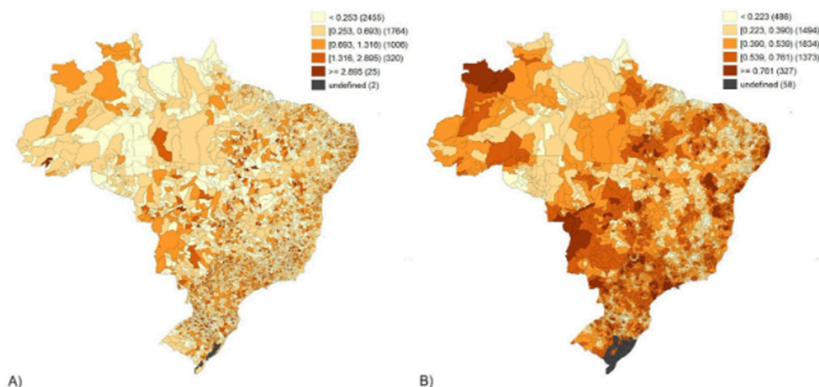 < 0.253 (2455)
[0.253, 0.693) (1764)
[0.693, 1.316) (1006)
[1.316, 2.895) (320)
>= 2.895 (25)
undefined (2)
A)
< 0.223 (486)
[0.223, 0.390) (1494)
[0.390, 0.539) (1834)
[0.539, 0.761) (1373)
>= 0.761 (327)
undefined (58)
B)